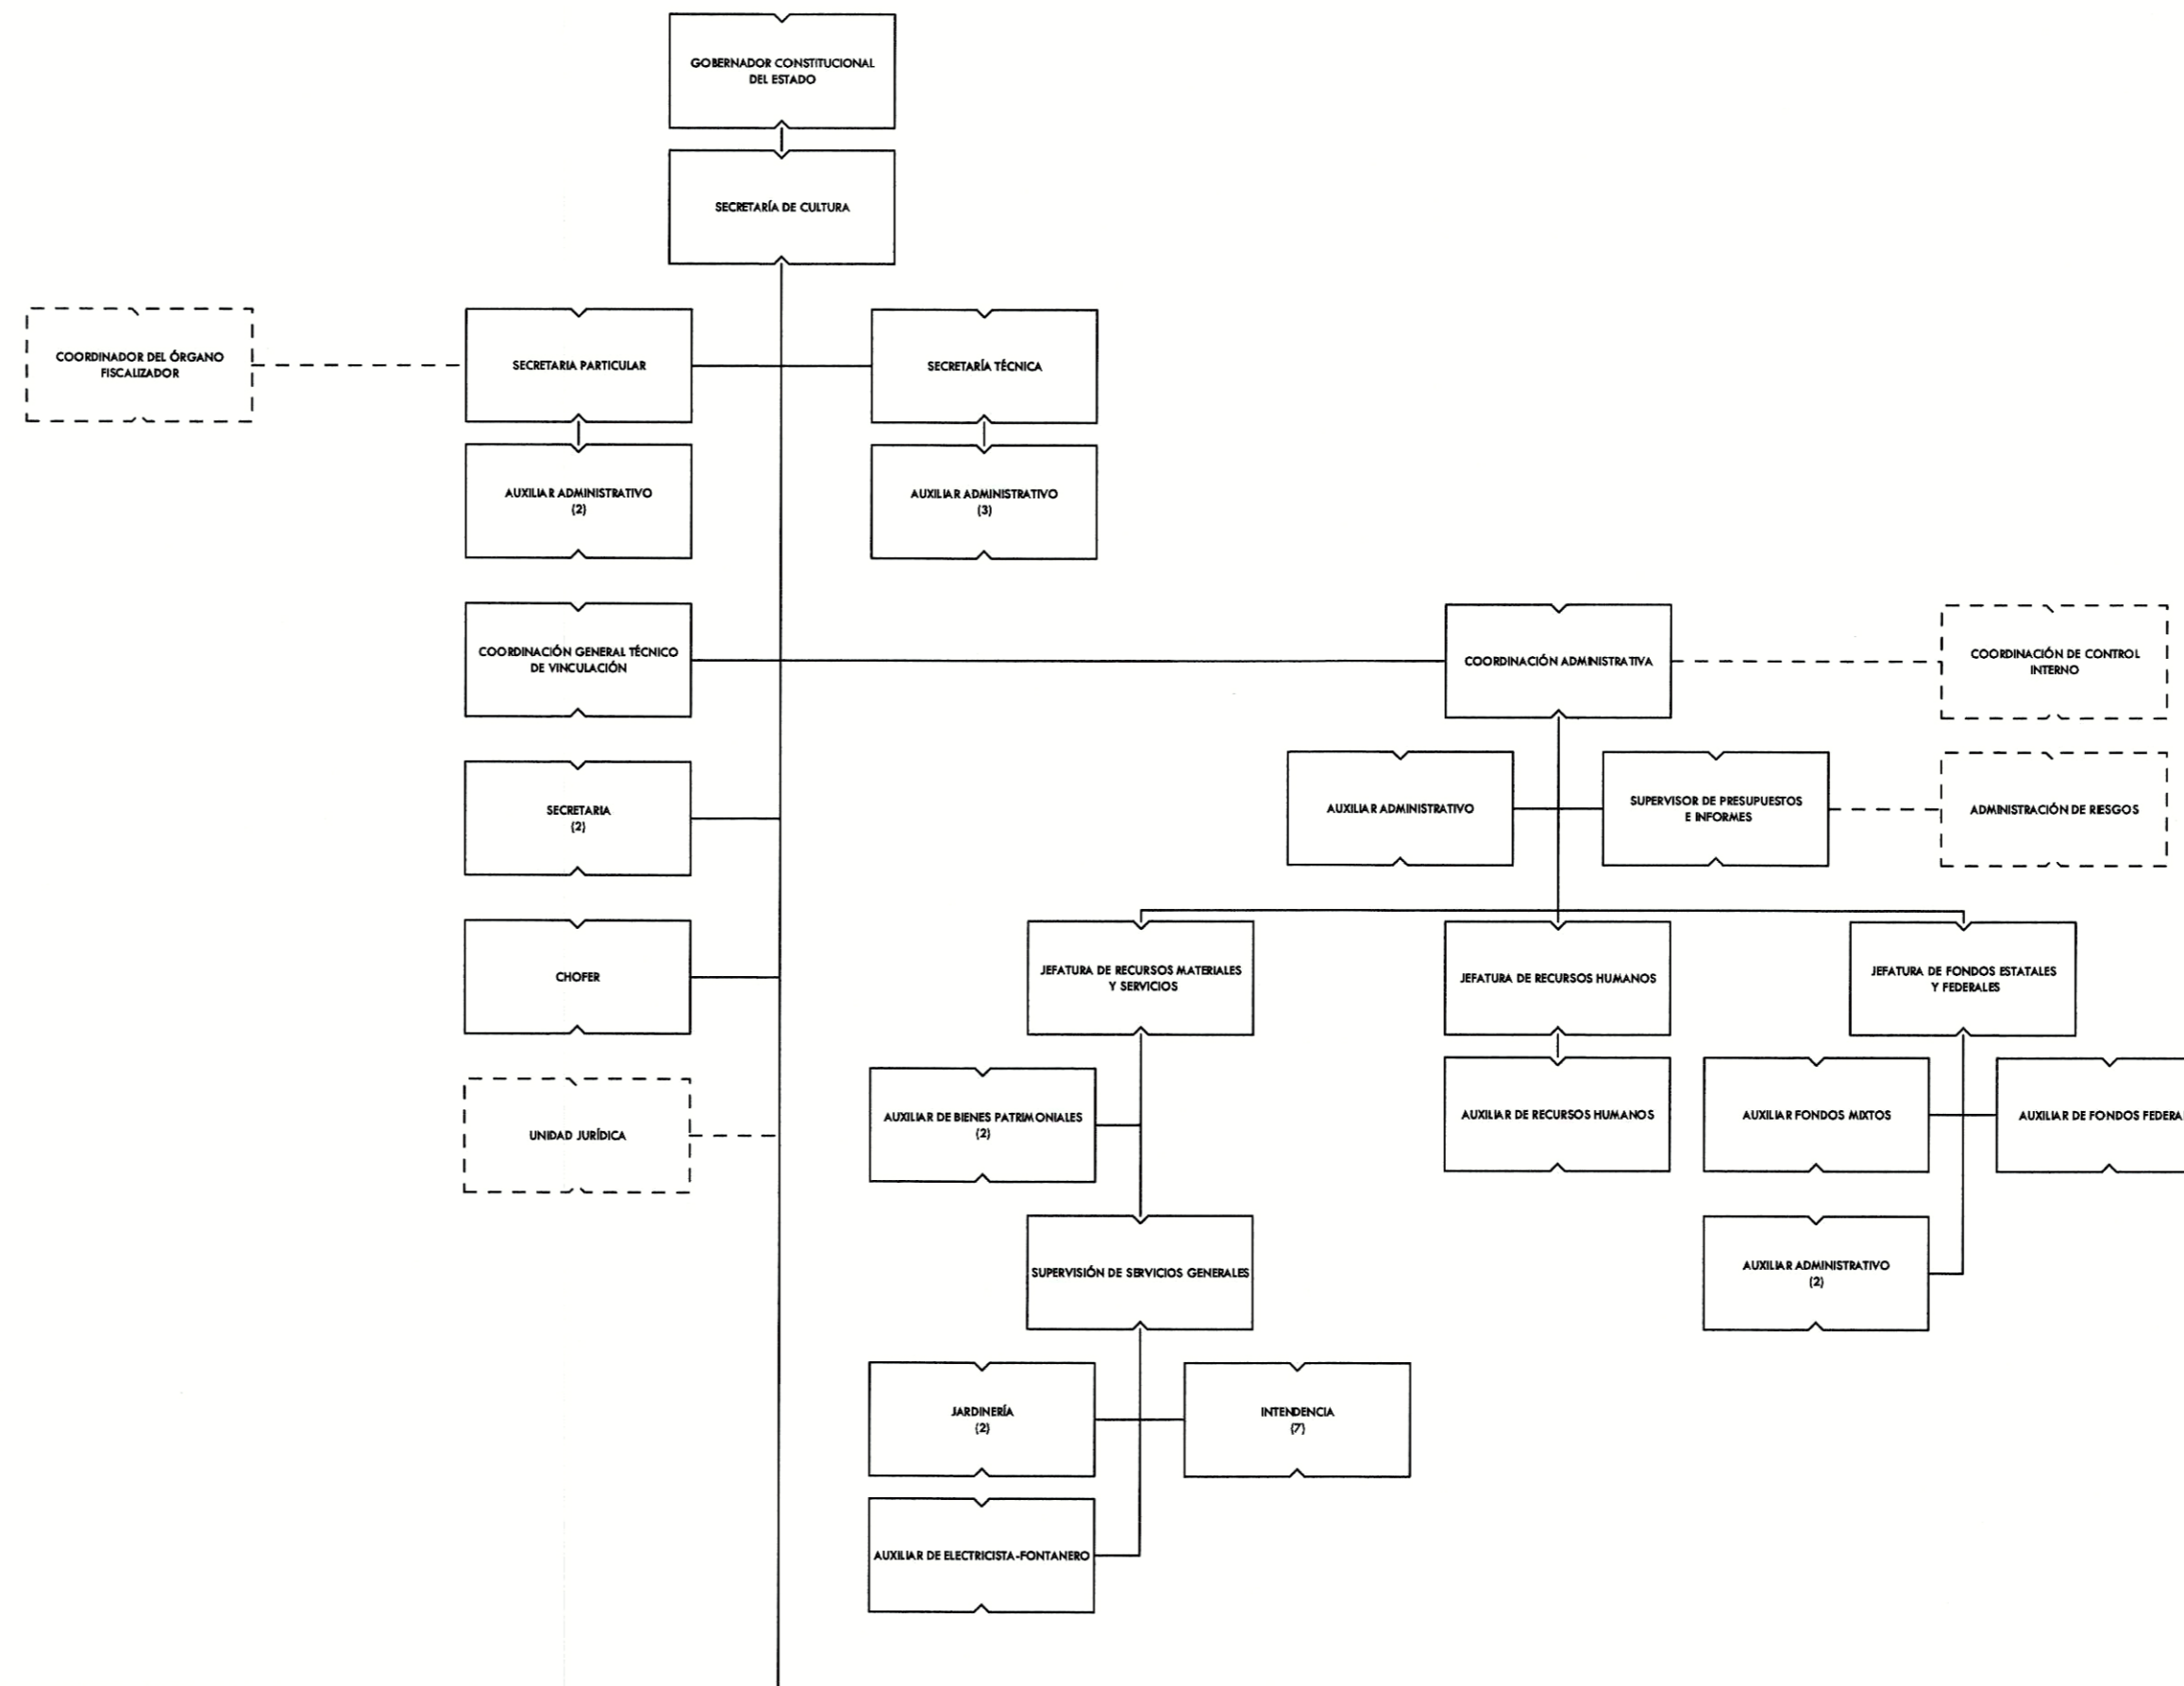 GOBERNADOR CONSTITUCIONAL
DEL ESTADO
SECRETARÍA DE CULTURA
COORDINADOR DEL ÓRGANO
FISCALIZADOR
SECRETARIA PARTICULAR
SECRETARÍA TÉCNICA
AUXILIAR ADMINISTRATIVO
(2)
AUXILIAR ADMINISTRATIVO
(3)
COORDINACIÓN GENERAL TÉCNICO
DE VINCULACIÓN
COORDINACIÓN ADMINISTRATIVA
COORDINACIÓN DE CONTROL
INTERNO
SECRETARIA
(2)
AUXILIAR ADMINISTRATIVO
SUPERVISOR DE PRESUPUESTOS
E INFORMES
ADMINISTRACIÓN DE RIESGOS
CHOFER
JEFATURA DE RECURSOS MATERIALES
Y SERVICIOS
JEFATURA DE RECURSOS HUMANOS
JEFATURA DE FONDOS ESTATALES
Y FEDERALES
UNIDAD JURÍDICA
AUXILIAR DE BIENES PATRIMONIALES
(2)
AUXILIAR DE RECURSOS HUMANOS
AUXILIAR FONDOS MIXTOS
AUXILIAR DE FONDOS
SUPERVISIÓN DE SERVICIOS GENERALES
AUXILIAR ADMINISTRATIVO
(2)
JARDINERÍA
(2)
INTENDENCIA
(7)
AUXILIAR DE ELECTRICISTA-FONTANERO